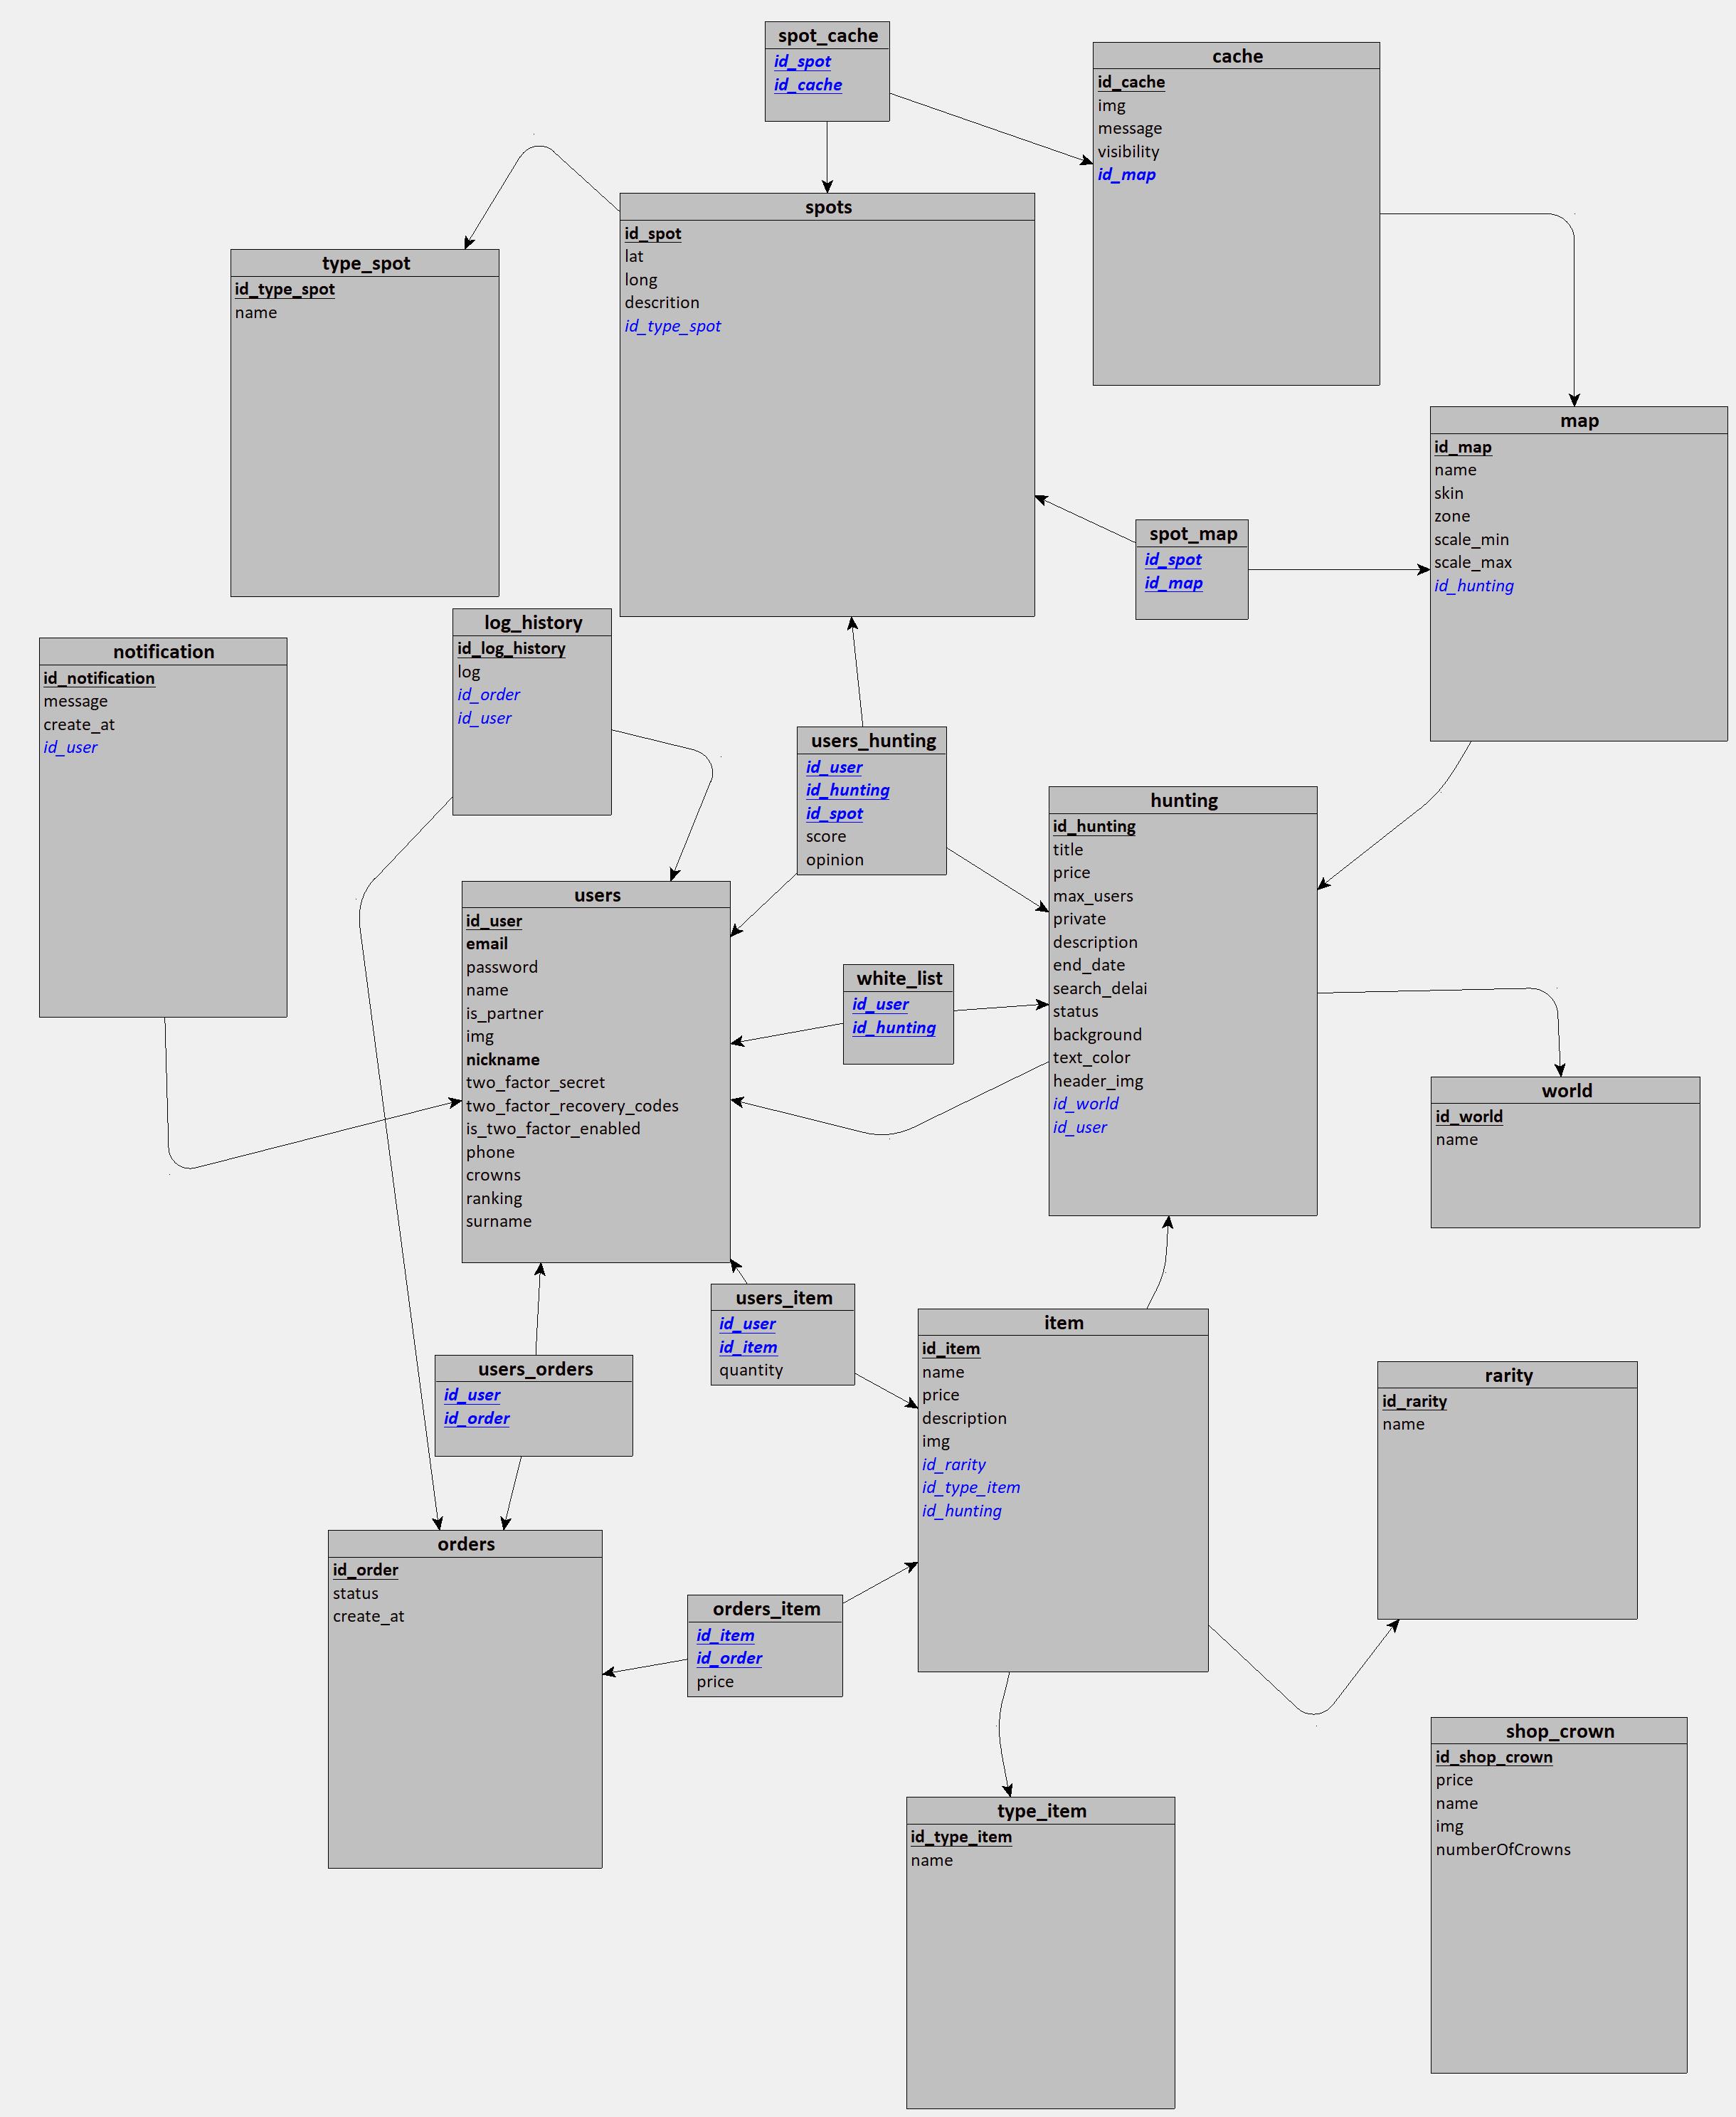 spot_cache
id_spot
id_cache
cache
id_cache
img
message
visibility
id_map
spots
id_spot
lat
long
descrition
id_type_spot
type_spot
id_type_spot
name
map
id_map
name
skin
zone
scale_min
scale_max
id_hunting
spot_map
id_spot
id_map
log_history
id_log_history
log
id_order
id_user
notification
id_notification
message
create_at
id_user
users_hunting
id_user
id_hunting
id_spot
score
opinion
hunting
id_hunting
title
price
max_users
private
description
end_date
search_delai
status
background
text_color
header_img
id_world
id_user
users
id_user
email
password
name
is_partner
img
nickname
two_factor_secret
two_factor_recovery_codes
is_two_factor_enabled
phone
crowns
ranking
surname
white_list
id_user
id_hunting
world
id_world
name
users_item
id_user
id_item
quantity
item
id_item
name
price
description
img
id_rarity
id_type_item
id_hunting
users_orders
id_user
id_order
rarity
id_rarity
name
orders
id_order
status
create_at
orders_item
id_item
id_order
price
shop_crown
id_shop_crown
price
name
img
numberOfCrowns
type_item
id_type_item
name